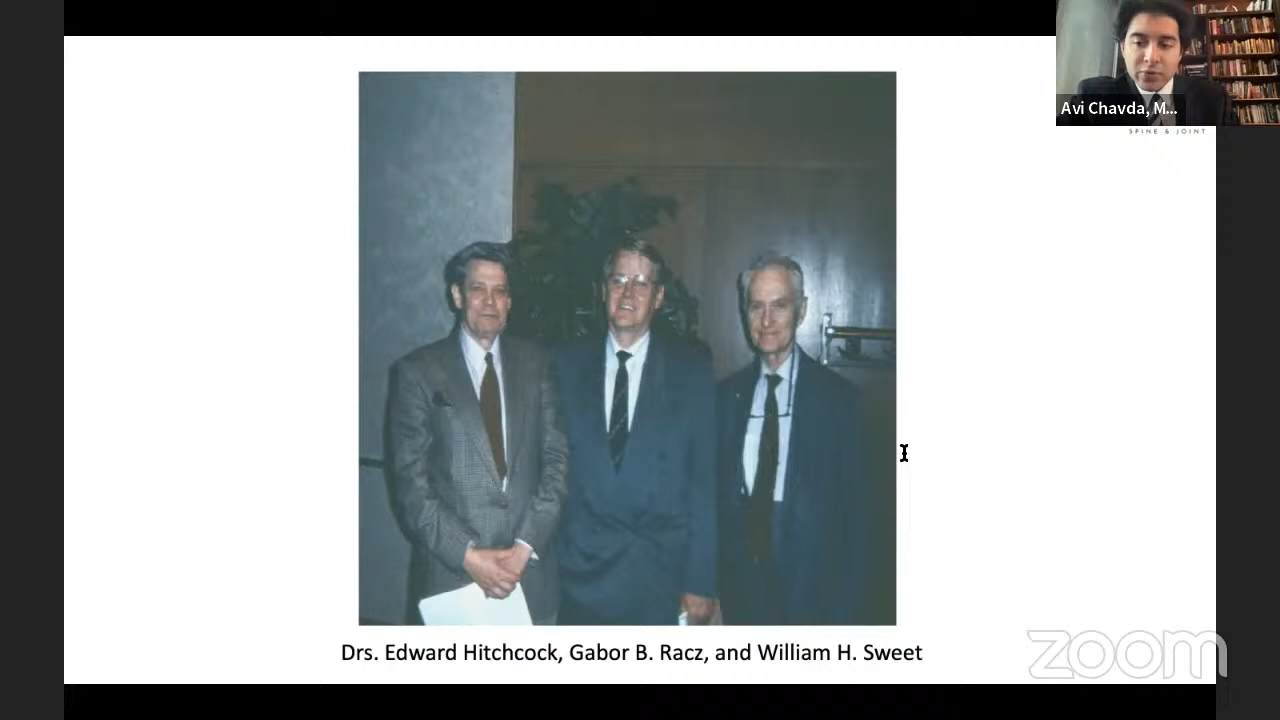 Avi Chavda, M...
SPINE & JOINT
Drs. Edward Hitchcock, Gabor B. Racz, and William H. Sweet
zoom